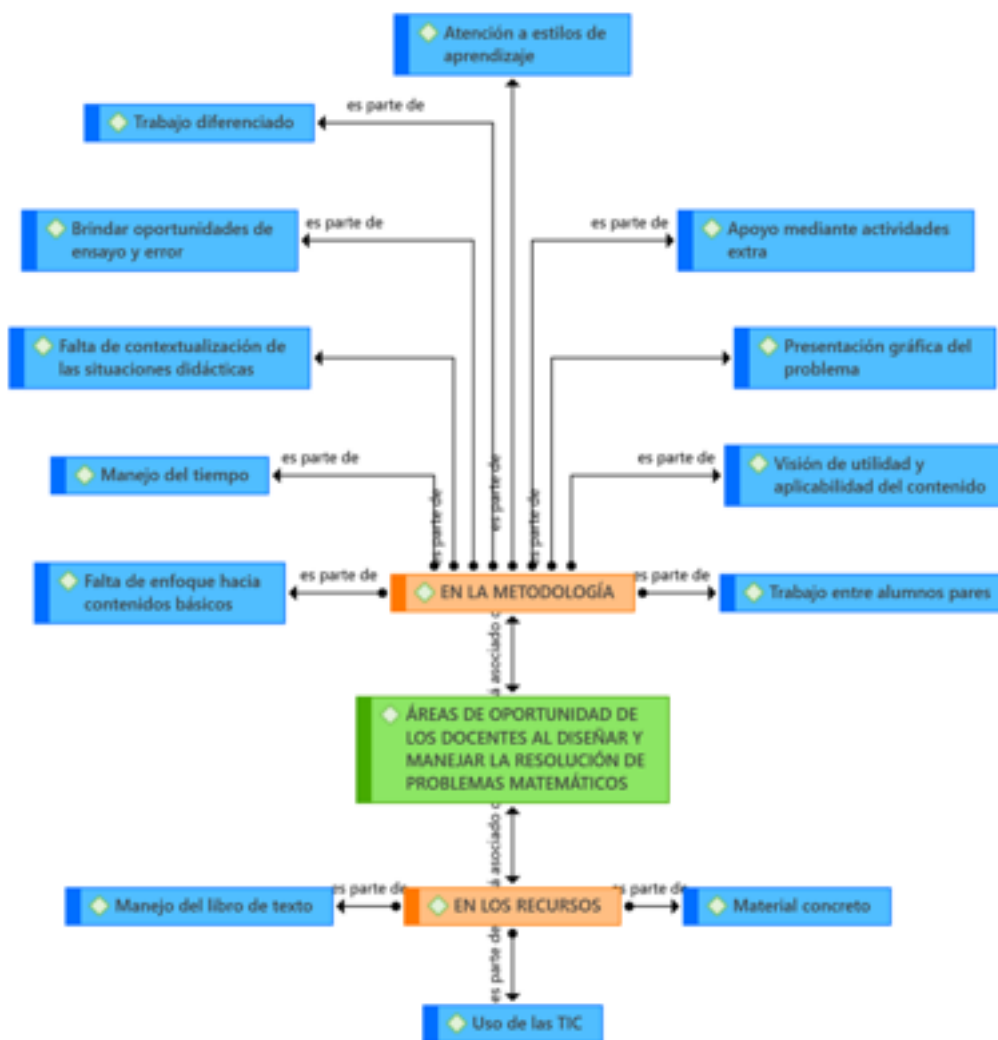 Atención a estilos de
aprendizaje
es parte de
Trabajo diferenciado
es parte de
Brindar oportunidades de
ensayo y error
es parte de
Apoyo mediante actividades
extra
Falta de contextualización de
las situaciones didácticas
Presentación gráfica del
problema
es parte de
Manejo del tiempo
es parte de
Visión de utilidad y
aplicabilidad del contenido
es parte de
es parte de
es parte de
Falta de enfoque hacia
contenidos básicos
es parte de
EN LA METODOLOGÍA
es parte de
Trabajo entre alumnos pares
á asociado c
ÁREAS DE OPORTUNIDAD DE
LOS DOCENTES AL DISEÑAR Y
MANEJAR LA RESOLUCIÓN DE
PROBLEMAS MATEMÁTICOS
á asociado c
Manejo del libro de texto
es parte de
EN LOS RECURSOS
es parte de
Material concreto
es parte de
Uso de las TIC